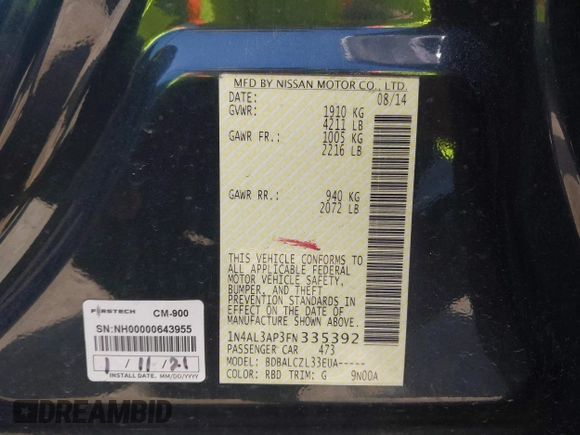 MFD BY NISSAN MOTOR CO., LTD.
DATE: 08/14
GVWR: 1910 KG
4211 LB
GAWR FR.: 1005 KG
2216 LB
GAWR RR.: 940 KG
2072 LB
THIS VEHICLE CONFORMS TO
ALL APPLICABLE FEDERAL
MOTOR VEHICLE SAFETY,
BUMPER, AND THEFT
PREVENTION STANDARDS IN
EFFECT ON THE DATE OF
MANUFACTURE SHOWN ABOVE.
1N4AL3AP3FN335392
PASSENGER CAR 473
MODEL: BDBALCZL33EUA-----
COLOR: RBD TRIM: G 9N00A
FIRSTECH CM-900
SN:NH00000643955
1/11/21
INSTALL DATE. MM/DD/YYYY
DREAMBID